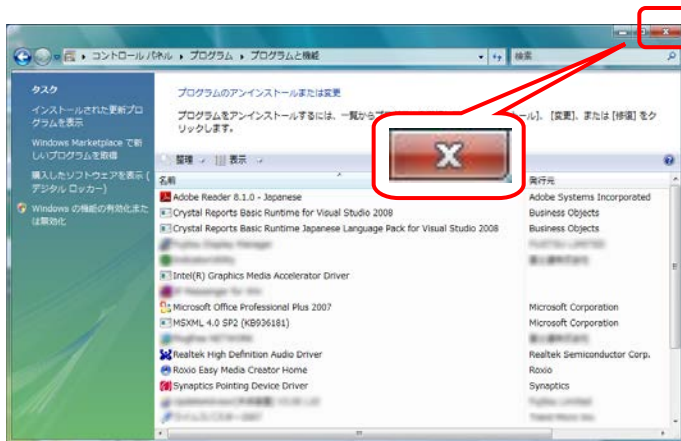 コントロール パネル ▸ プログラム ▸ プログラムと機能
検索
タスク
インストールされた更新プログラムを表示
Windows Marketplace で新しいプログラムを取得
購入したソフトウェアを表示 (デジタル ロッカー)
Windows の機能の有効化または無効化
プログラムのアンインストールまたは変更
プログラムをアンインストールするには、一覧からプ
ール]、[変更]、または [修復] をク
リックします。
整理 表示
名前 発行元
Adobe Reader 8.1.0 - Japanese Adobe Systems Incorporated
Crystal Reports Basic Runtime for Visual Studio 2008 Business Objects
Crystal Reports Basic Runtime Japanese Language Pack for Visual Studio 2008 Business Objects
Intel(R) Graphics Media Accelerator Driver
Microsoft Office Professional Plus 2007 Microsoft Corporation
MSXML 4.0 SP2 (KB936181) Microsoft Corporation
Realtek High Definition Audio Driver Realtek Semiconductor Corp.
Roxio Easy Media Creator Home Roxio
Synaptics Pointing Device Driver Synaptics